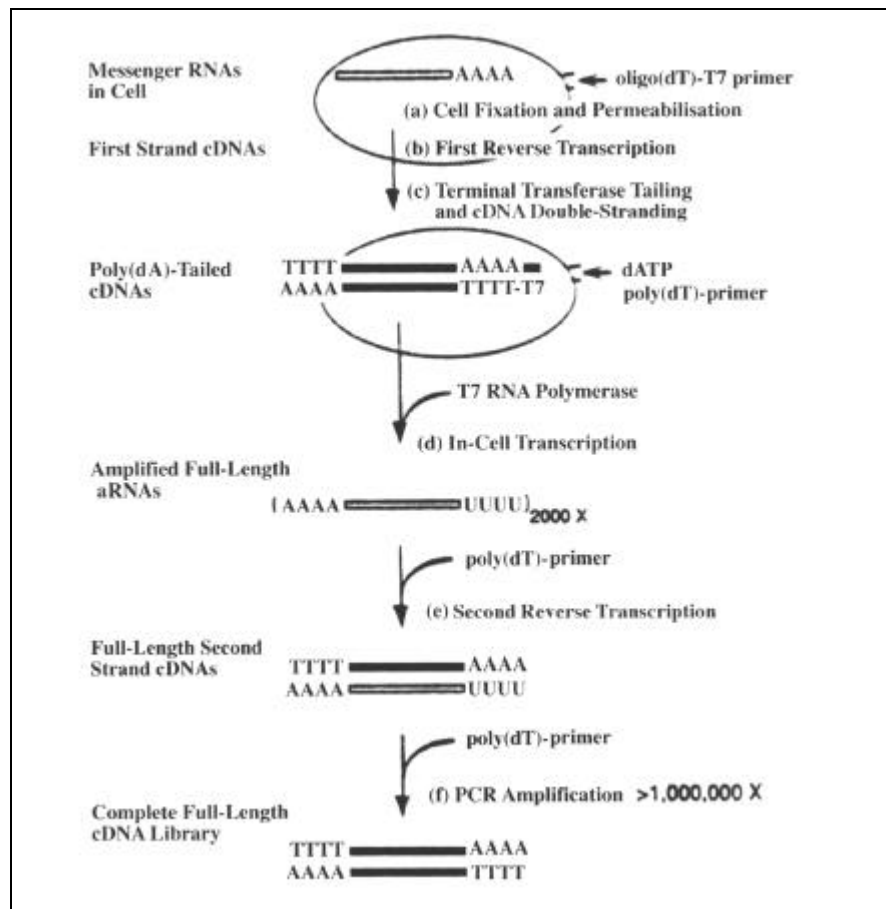 Messenger RNAs
in Cell
AAAA
oligo(dT)-T7 primer
(a) Cell Fixation and Permeabilisation
First Strand cDNAs
(b) First Reverse Transcription
(c) Terminal Transferase Tailing
and cDNA Double-Stranding
Poly(dA)-Tailed
cDNAs
TTTT AAAA
AAAA TTTT-T7
dATP
poly(dT)-primer
T7 RNA Polymerase
(d) In-Cell Transcription
Amplified Full-Length
aRNAs
(AAAA UUUU)2000 X
poly(dT)-primer
(e) Second Reverse Transcription
Full-Length Second
Strand cDNAs
TTTT AAAA
AAAA UUUU
poly(dT)-primer
(f) PCR Amplification >1,000,000 X
Complete Full-Length
cDNA Library
TTTT AAAA
AAAA TTTT